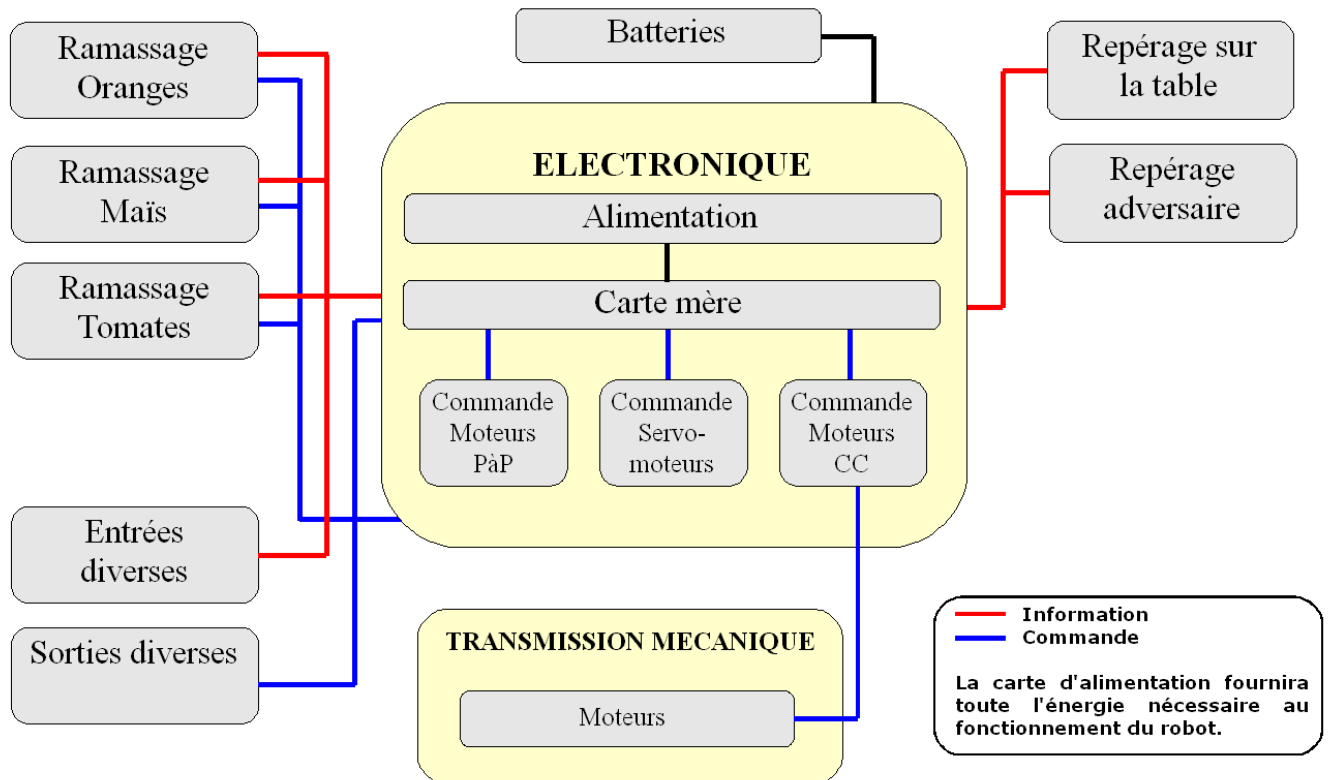 Ramassage
Oranges
Ramassage
Maïs
Ramassage
Tomates
Entrées
diverses
Sorties diverses
Batteries
ELECTRONIQUE
Alimentation
Carte mère
Commande
Moteurs
PàP
Commande
Servo-
moteurs
Commande
Moteurs
CC
TRANSMISSION MECANIQUE
Moteurs
Repérage sur
la table
Repérage
adversaire
Information
Commande
La carte d'alimentation fournira
toute l'énergie nécessaire au
fonctionnement du robot.